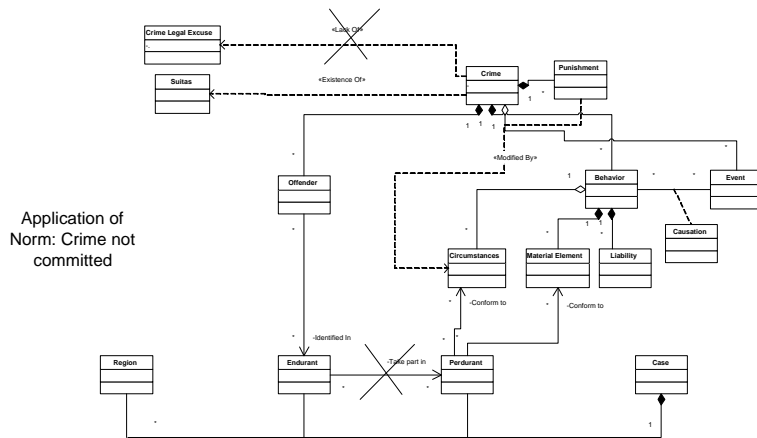 Crime Legal Excuse
-.
«Lack Of»
Suitas
«Existence Of»
Crime
-
Punishment
1
*
1
1
1
1
*
«Modified By»
*
*
Offender
Behavior
Event
1
*
*
Causation
1
1
*
*
*
Circumstances
Material Element
Liability
Application of
Norm: Crime not
committed
*
*
-Conform to
*
-Conform to
*
-Identified In
*
*
*
-Take part in
Region
Endurant
Perdurant
Case
*
*
*
*
*
1